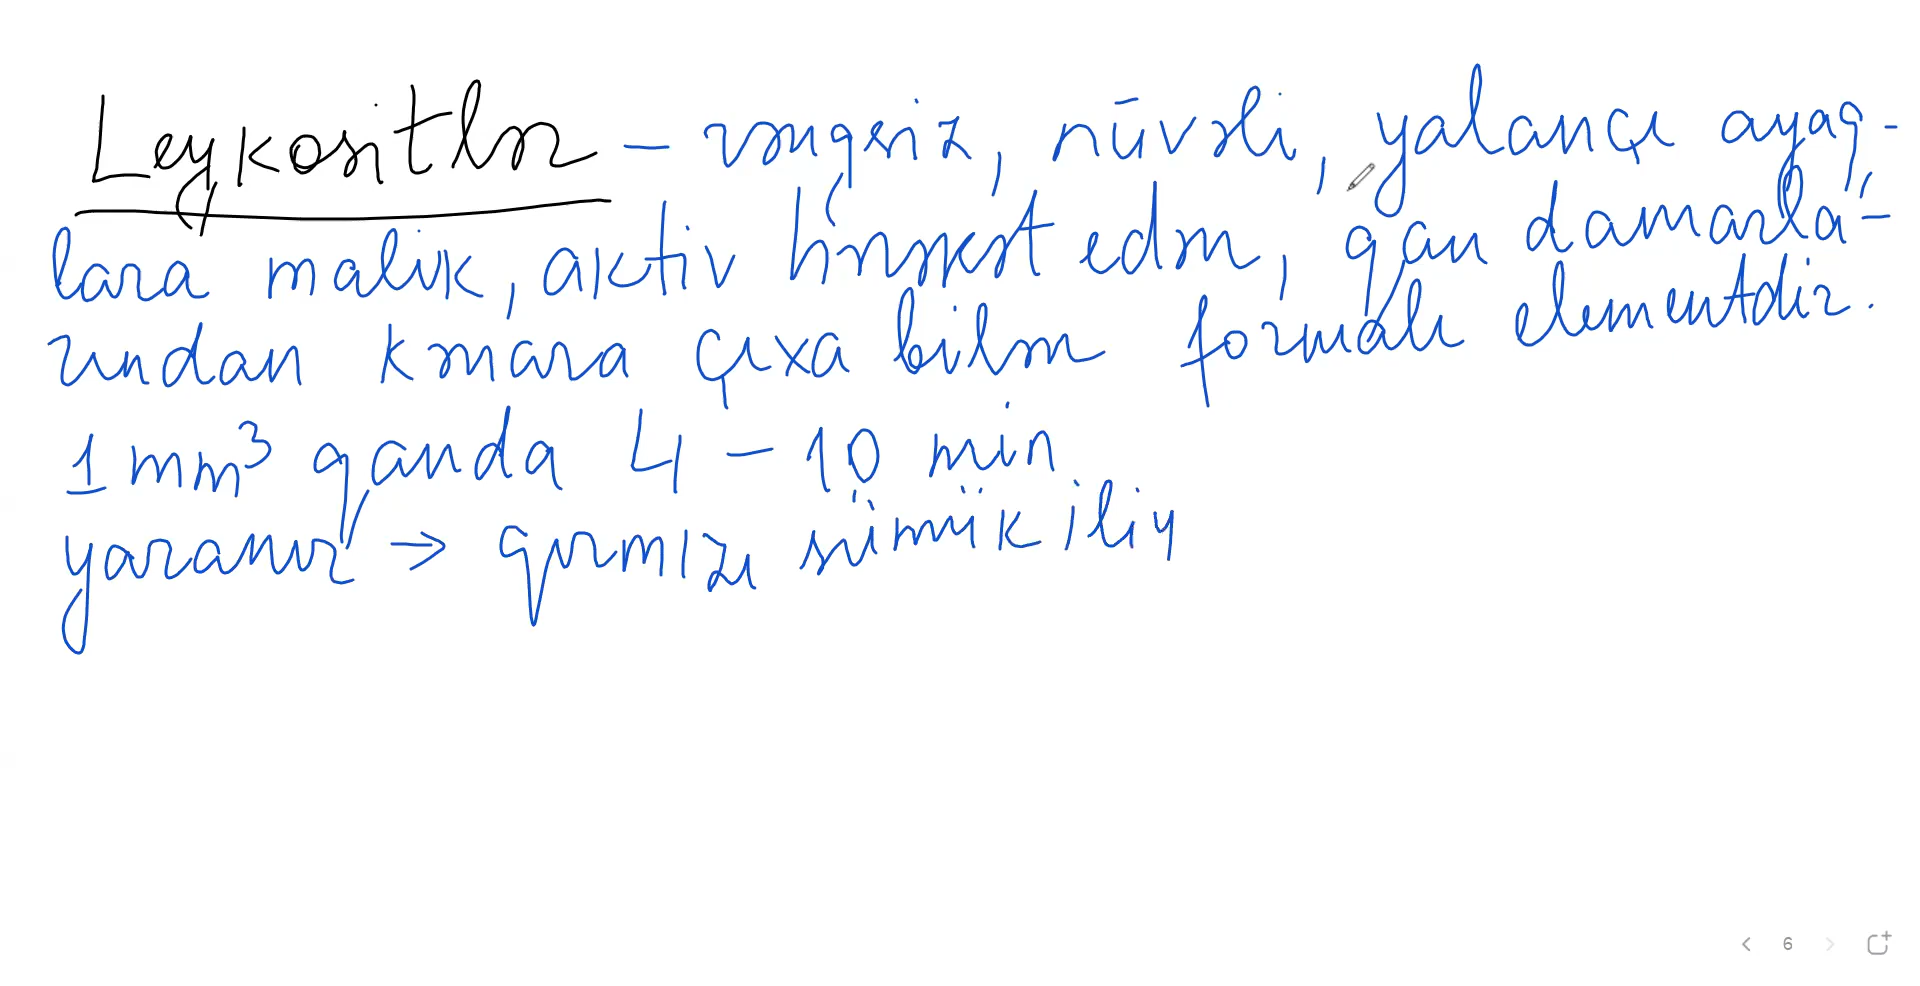 Leykositlər – rəngsiz, nüvəli, yalançı ayaq-
lara malik, aktiv hərəkət edən, qan damarla-
rından kənara çıxa bilən formalı elementdir.
1 mm³ qanda 4 – 10 min
yaranır → qırmızı sümük iliyi
6